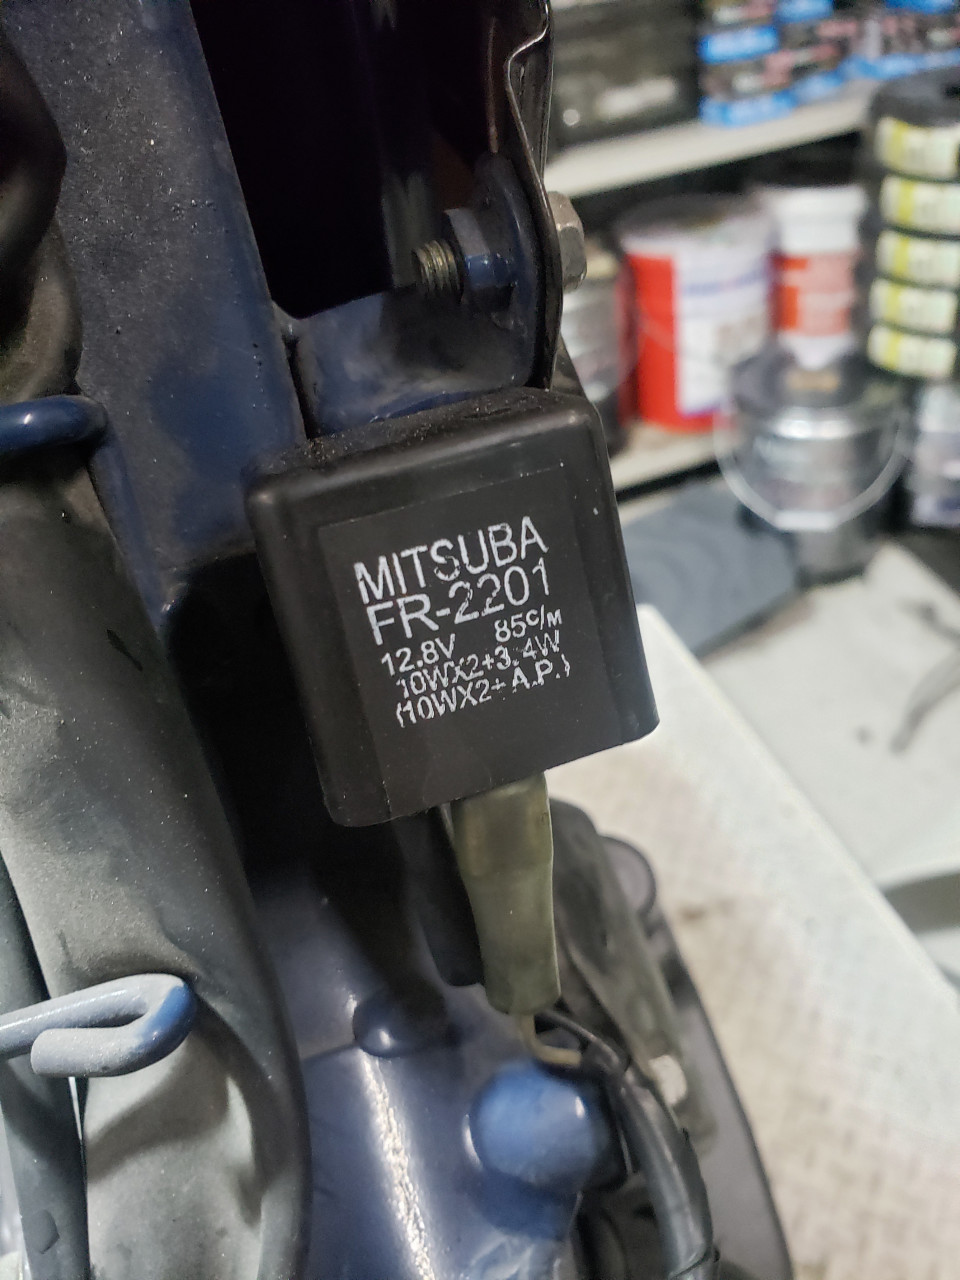 MITSUBA
FR-2201
12.8V 85c/M
10WX2+3.4W
(10WX2+A.P.)